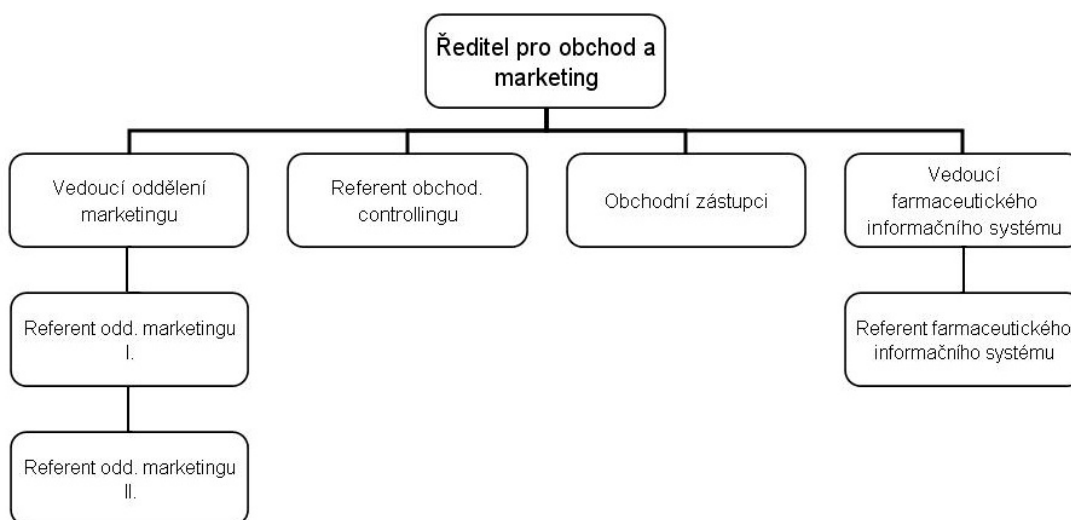 Ředitel pro obchod a
marketing
Vedoucí oddělení
marketingu
Referent obchod.
controllingu
Obchodní zástupci
Vedoucí
farmaceutického
informačního systému
Referent odd. marketingu
I.
Referent farmaceutického
informačního systému
Referent odd. marketingu
II.